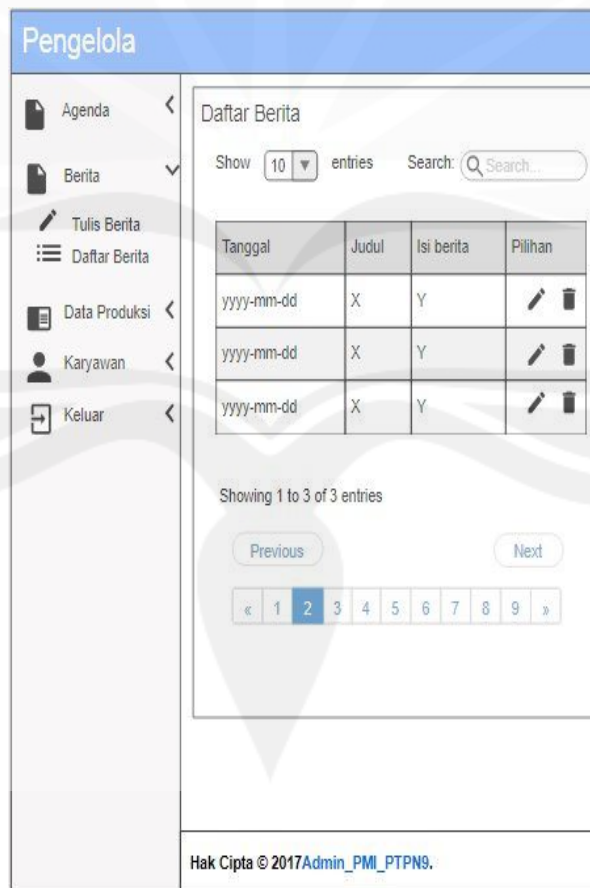 Pengelola
Agenda
Berita
Tulis Berita
Daftar Berita
Data Produksi
Karyawan
Keluar
Daftar Berita
Show 10 entries Search: Search...
Tanggal Judul Isi berita Pilihan
yyyy-mm-dd X Y
yyyy-mm-dd X Y
yyyy-mm-dd X Y
Showing 1 to 3 of 3 entries
Previous Next
« 1 2 3 4 5 6 7 8 9 »
Hak Cipta © 2017Admin_PMI_PTPN9.